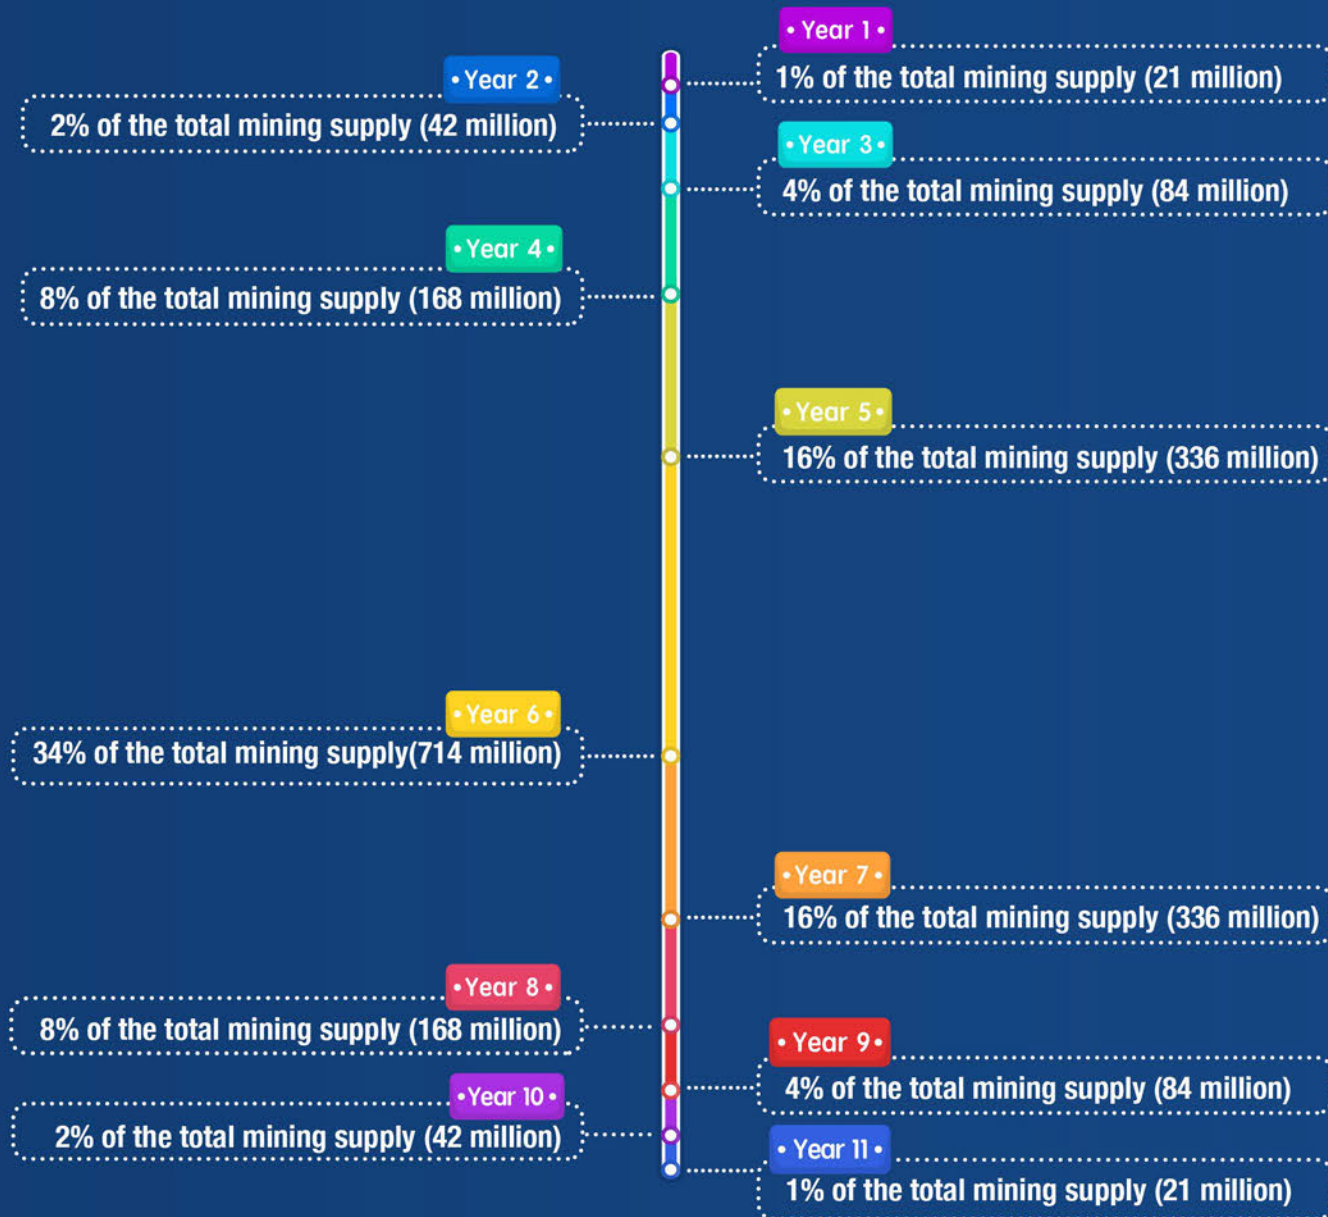 • Year 1 •
1% of the total mining supply (21 million)
• Year 2 •
2% of the total mining supply (42 million)
• Year 3 •
4% of the total mining supply (84 million)
• Year 4 •
8% of the total mining supply (168 million)
• Year 5 •
16% of the total mining supply (336 million)
• Year 6 •
34% of the total mining supply(714 million)
• Year 7 •
16% of the total mining supply (336 million)
• Year 8 •
8% of the total mining supply (168 million)
• Year 9 •
4% of the total mining supply (84 million)
• Year 10 •
2% of the total mining supply (42 million)
• Year 11 •
1% of the total mining supply (21 million)